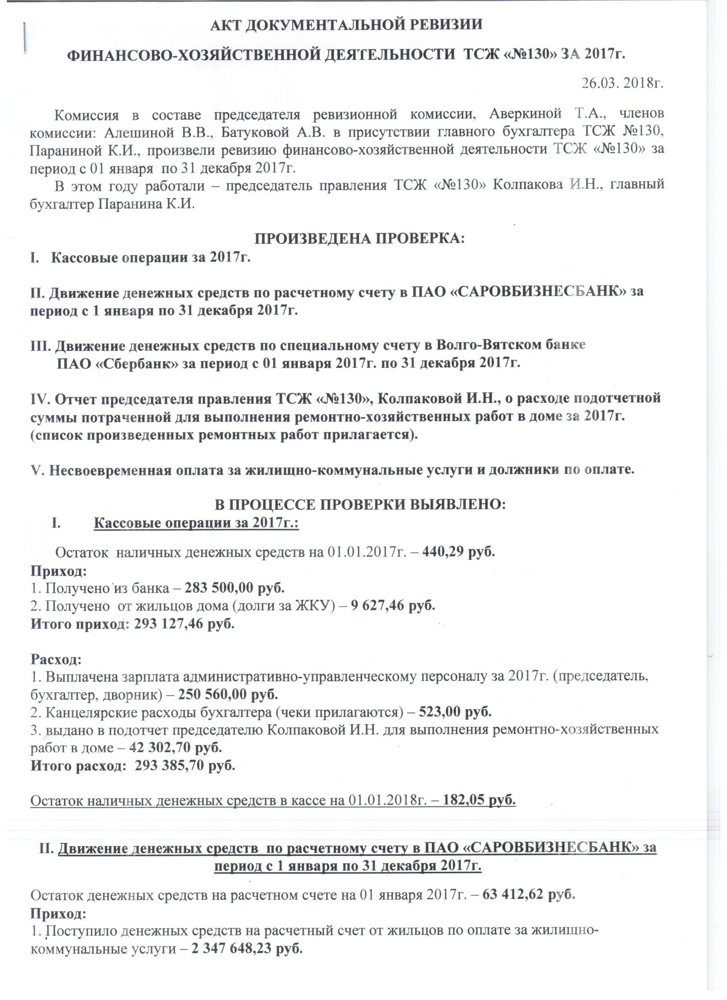 АКТ ДОКУМЕНТАЛЬНОЙ РЕВИЗИИ
ФИНАНСОВО-ХОЗЯЙСТВЕННОЙ ДЕЯТЕЛЬНОСТИ ТСЖ «№130» ЗА 2017г.
26.03. 2018г.
Комиссия в составе председателя ревизионной комиссии, Аверкиной Т.А., членов
комиссии: Алешиной В.В., Батуковой А.В. в присутствии главного бухгалтера ТСЖ №130,
Параниной К.И., произвели ревизию финансово-хозяйственной деятельности ТСЖ «№130» за
период с 01 января по 31 декабря 2017г.
В этом году работали – председатель правления ТСЖ «№130» Колпакова И.Н., главный
бухгалтер Паранина К.И.
ПРОИЗВЕДЕНА ПРОВЕРКА:
I. Кассовые операции за 2017г.
II. Движение денежных средств по расчетному счету в ПАО «САРОВБИЗНЕСБАНК» за
период с 1 января по 31 декабря 2017г.
III. Движение денежных средств по специальному счету в Волго-Вятском банке
ПАО «Сбербанк» за период с 01 января 2017г. по 31 декабря 2017г.
IV. Отчет председателя правления ТСЖ «№130», Колпаковой И.Н., о расходе подотчетной
суммы потраченной для выполнения ремонтно-хозяйственных работ в доме за 2017г.
(список произведенных ремонтных работ прилагается).
V. Несвоевременная оплата за жилищно-коммунальные услуги и должники по оплате.
В ПРОЦЕССЕ ПРОВЕРКИ ВЫЯВЛЕНО:
I. Кассовые операции за 2017г.:
Остаток наличных денежных средств на 01.01.2017г. – 440,29 руб.
Приход:
1. Получено из банка – 283 500,00 руб.
2. Получено от жильцов дома (долги за ЖКУ) – 9 627,46 руб.
Итого приход: 293 127,46 руб.
Расход:
1. Выплачена зарплата административно-управленческому персоналу за 2017г. (председатель,
бухгалтер, дворник) – 250 560,00 руб.
2. Канцелярские расходы бухгалтера (чеки прилагаются) – 523,00 руб.
3. выдано в подотчет председателю Колпаковой И.Н. для выполнения ремонтно-хозяйственных
работ в доме – 42 302,70 руб.
Итого расход: 293 385,70 руб.
Остаток наличных денежных средств в кассе на 01.01.2018г. – 182,05 руб.
II. Движение денежных средств по расчетному счету в ПАО «САРОВБИЗНЕСБАНК» за
период с 1 января по 31 декабря 2017г.
Остаток денежных средств на расчетном счете на 01 января 2017г. – 63 412,62 руб.
Приход:
1. Поступило денежных средств на расчетный счет от жильцов по оплате за жилищно-
коммунальные услуги – 2 347 648,23 руб.